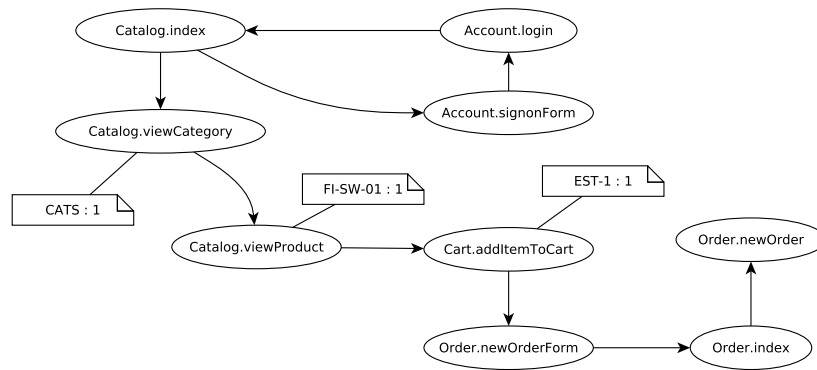 Catalog.index
Account.login
Account.signonForm
Catalog.viewCategory
CATS : 1
FI-SW-01 : 1
EST-1 : 1
Catalog.viewProduct
Cart.addItemToCart
Order.newOrder
Order.newOrderForm
Order.index